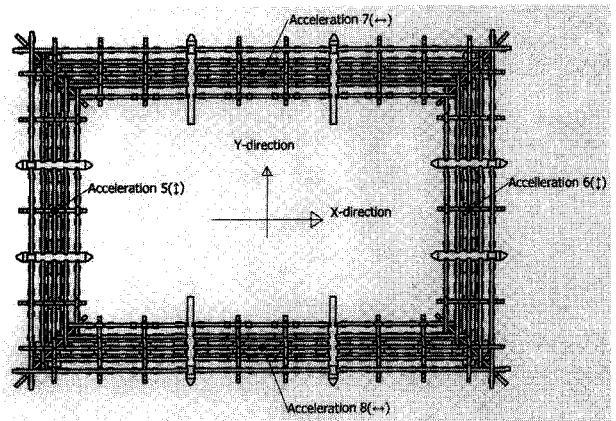 Acceleration 7(↔)
Y-direction
Acceleration 5(↕)
Accelleration 6(↕)
X-direction
Acceleration 8(↔)